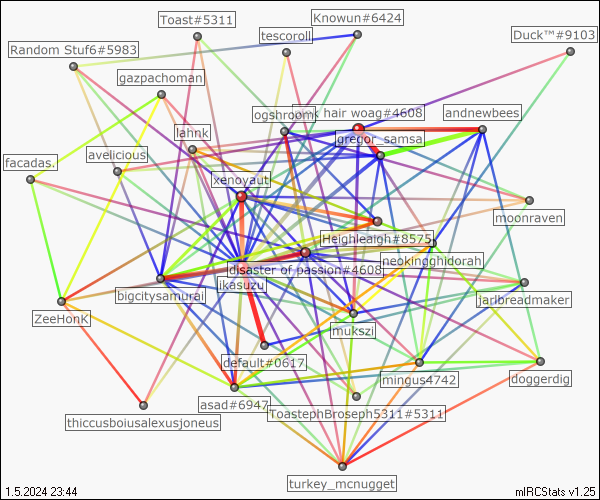 Toast#5311
Knowun#6424
Duck™#9103
tescoroll
Random Stuf6#5983
gazpachoman
ogshroom
nk hair woag#4608
andnewbees
lahnk
gregor_samsa
facadas.
avelicious
xenoyaut
moonraven
Heighleaigh#8575
neokingghidorah
disaster of passion#4608
ikasuzu
bigcitysamurai
jarlbreadmaker
ZeeHonk
mukszi
default#0617
mingus4742
doggerdig
asad#6947
ToastephBroseph5311#5311
thiccusboiusalexusjoneus
turkey_mcnugget
1.5.2024 23:44
mIRCStats v1.25